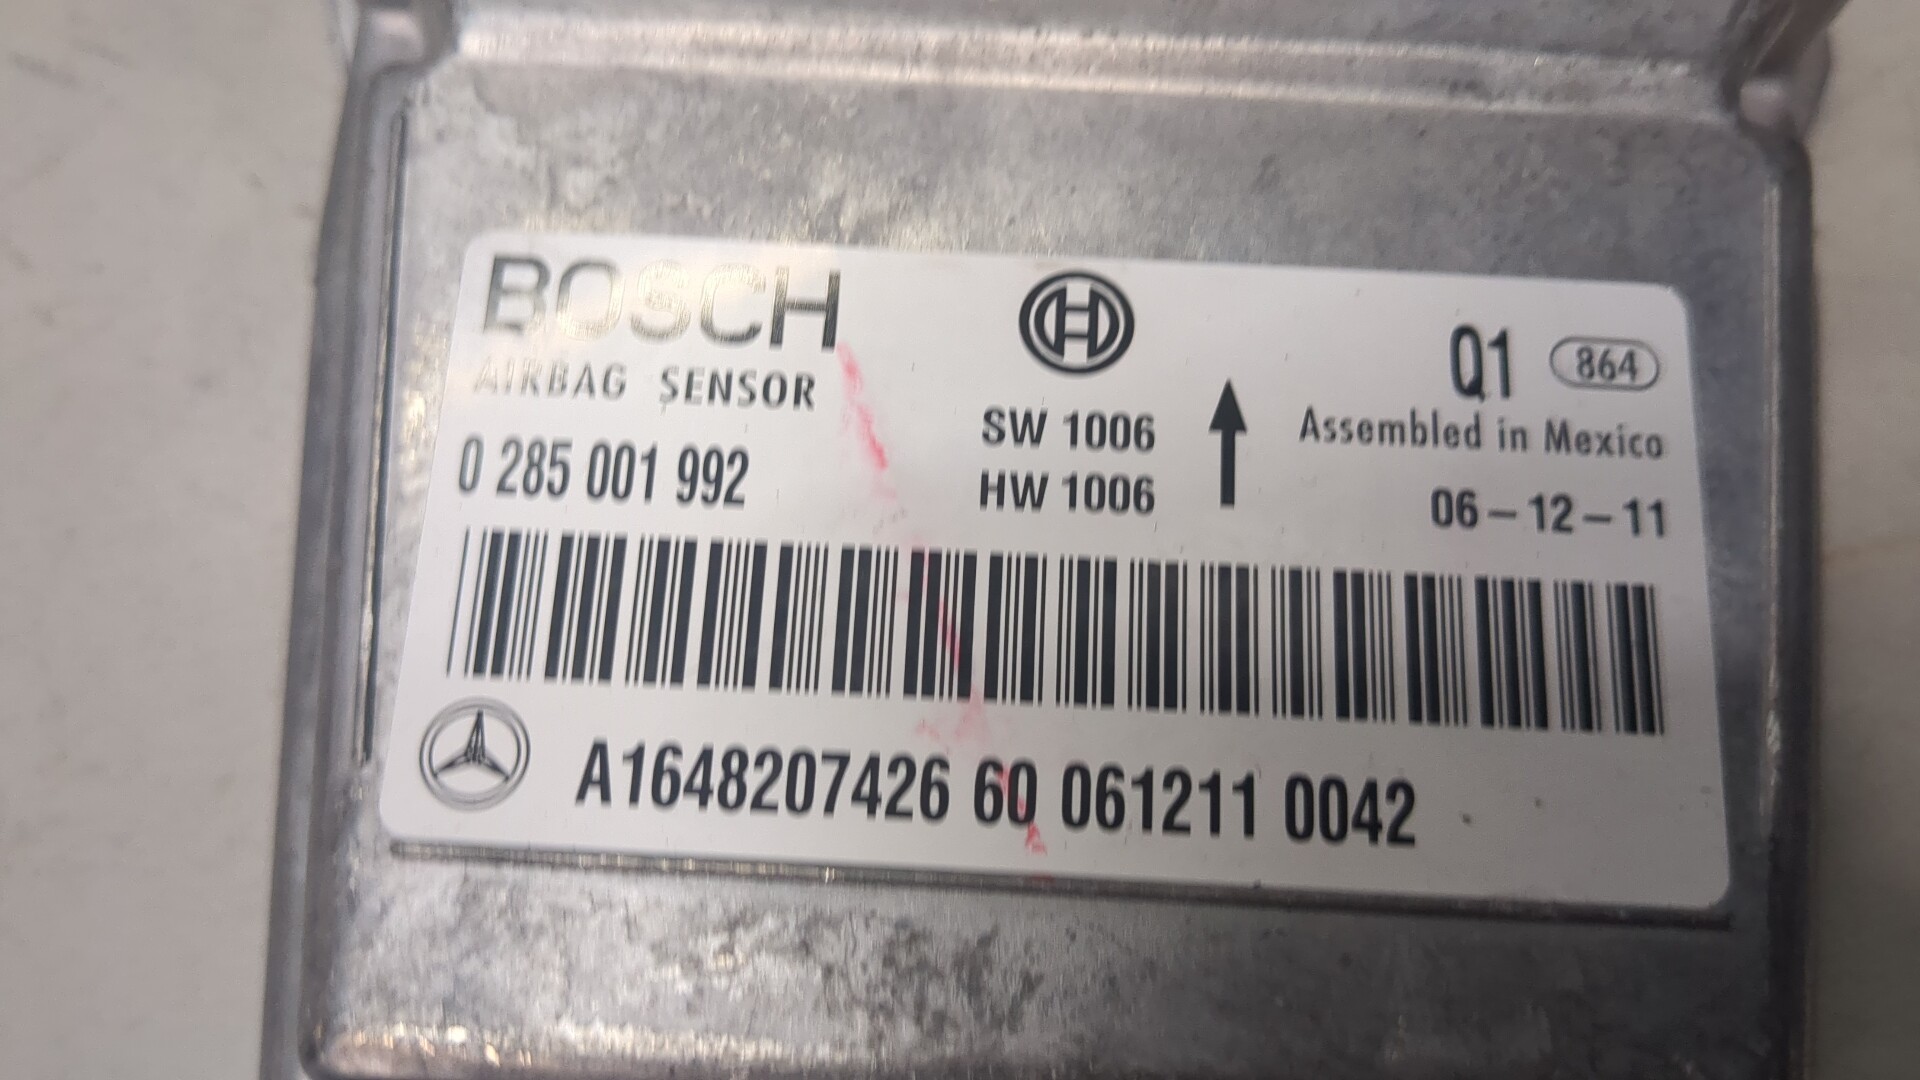 BOSCH
AIRBAG SENSOR
0 285 001 992
SW 1006
HW 1006
Q1 864
Assembled in Mexico
06-12-11
A1648207426 60 061211 0042